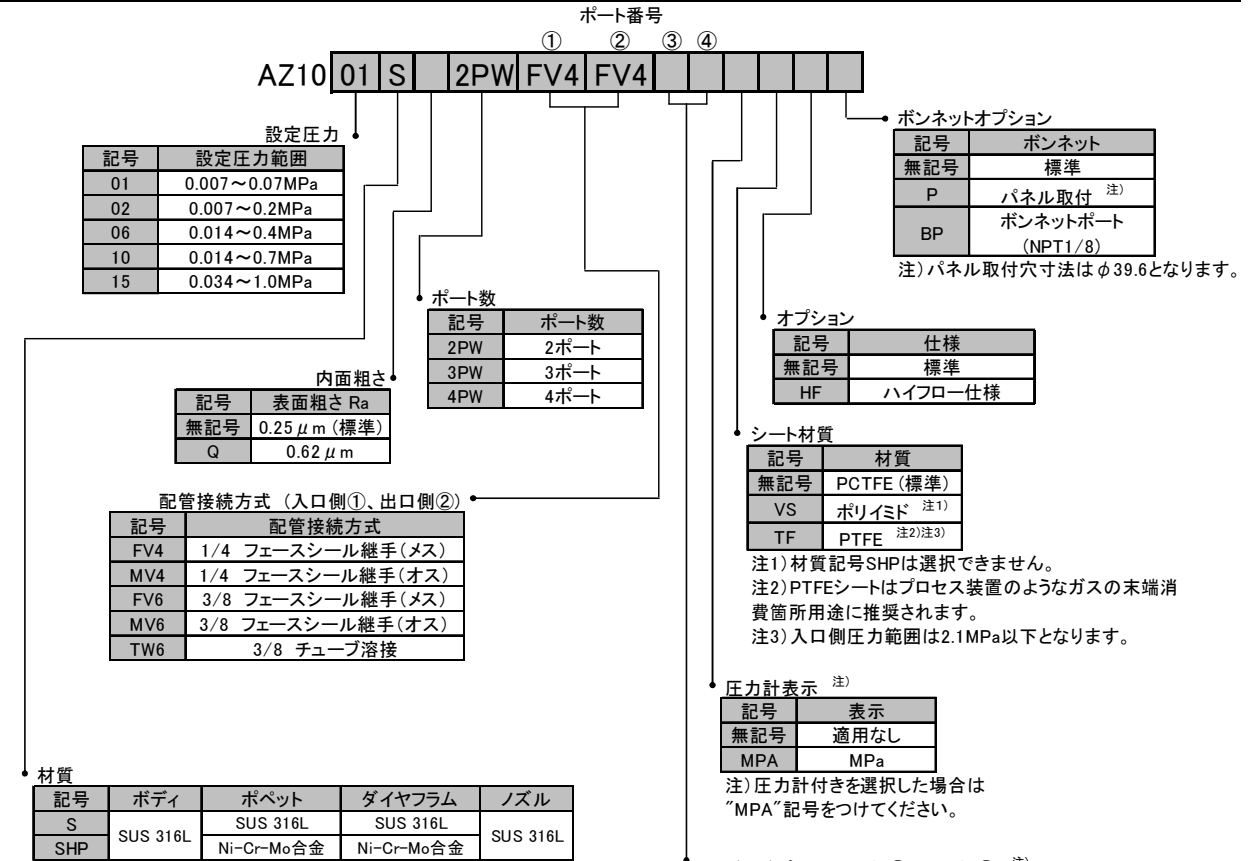 ポート番号
① ② ③ ④
AZ10 01 S 2PW FV4 FV4
設定圧力
記号 設定圧力範囲
01 0.007～0.07MPa
02 0.007～0.2MPa
06 0.014～0.4MPa
10 0.014～0.7MPa
15 0.034～1.0MPa
ボンネットオプション
記号 ボンネット
無記号 標準
P パネル取付 注)
BP ボンネットポート
(NPT1/8)
注)パネル取付穴寸法はφ39.6となります。
ポート数
記号 ポート数
2PW 2ポート
3PW 3ポート
4PW 4ポート
オプション
記号 仕様
無記号 標準
HF ハイフロー仕様
内面粗さ
記号 表面粗さ Ra
無記号 0.25μm(標準)
Q 0.62μm
シート材質
記号 材質
無記号 PCTFE(標準)
VS ポリイミド 注1)
TF PTFE 注2)注3)
注1)材質記号SHPは選択できません。
注2)PTFEシートはプロセス装置のようなガスの末端消
費箇所用途に推奨されます。
注3)入口側圧力範囲は2.1MPa以下となります。
配管接続方式 (入口側①、出口側②)
記号 配管接続方式
FV4 1/4 フェースシール継手(メス)
MV4 1/4 フェースシール継手(オス)
FV6 3/8 フェースシール継手(メス)
MV6 3/8 フェースシール継手(オス)
TW6 3/8 チューブ溶接
圧力計表示 注)
記号 表示
無記号 適用なし
MPA MPa
注)圧力計付きを選択した場合は
"MPA"記号をつけてください。
材質
記号 ボディ ポペット ダイヤフラム ノズル
S SUS 316L SUS 316L SUS 316L SUS 316L
SHP Ni-Cr-Mo合金 Ni-Cr-Mo合金